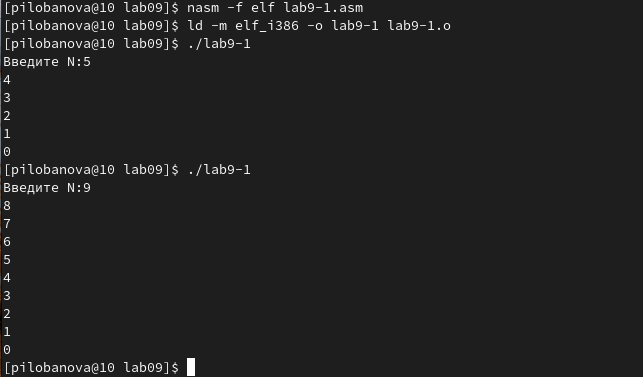 [pilobanova@10 lab09]$ nasm -f elf lab9-1.asm
[pilobanova@10 lab09]$ ld -m elf_i386 -o lab9-1 lab9-1.o
[pilobanova@10 lab09]$ ./lab9-1
Введите N:5
4
3
2
1
0
[pilobanova@10 lab09]$ ./lab9-1
Введите N:9
8
7
6
5
4
3
2
1
0
[pilobanova@10 lab09]$